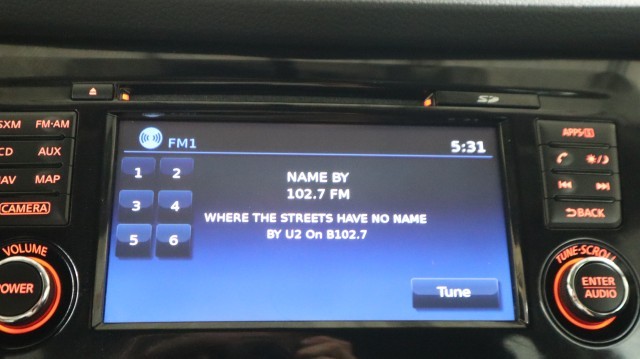 SD
SXM FM·AM
CD AUX
NAV MAP
CAMERA
VOLUME
POWER
FM1 5:31
1 2
3 4
5 6
NAME BY
102.7 FM
WHERE THE STREETS HAVE NO NAME
BY U2 On B102.7
Tune
APPS
BACK
TUNE·SCROLL
ENTER
AUDIO